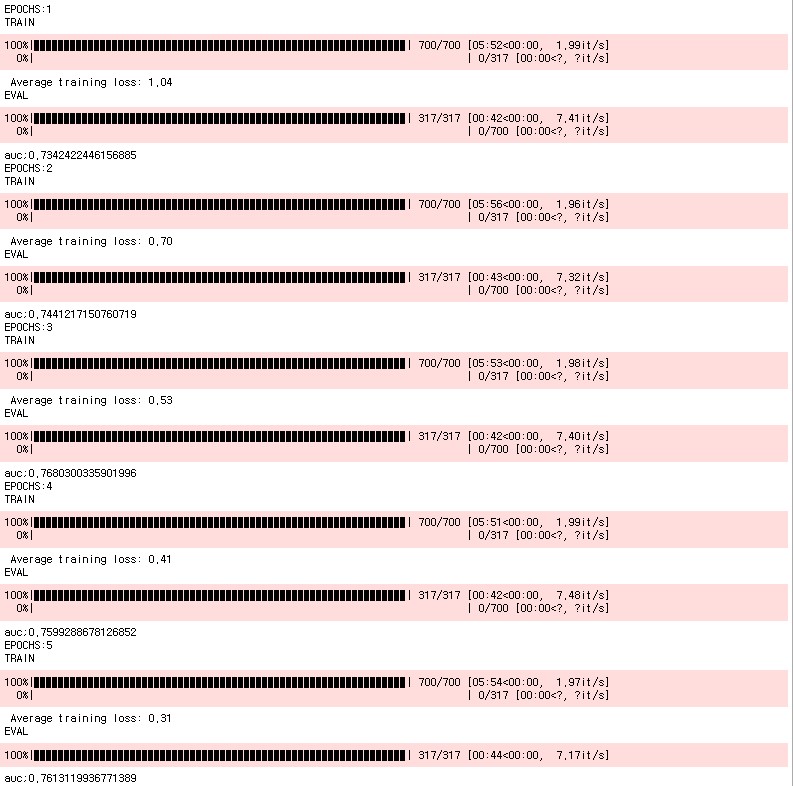 EPOCHS:1
TRAIN
100%|██████████████████████████████████████████████████████████████| 700/700 [05:52<00:00, 1.99it/s]
0%| | 0/317 [00:00<?, ?it/s]
Average training loss: 1.04
EVAL
100%|██████████████████████████████████████████████████████████████| 317/317 [00:42<00:00, 7.41it/s]
0%| | 0/700 [00:00<?, ?it/s]
auc;0.7342422446156885
EPOCHS:2
TRAIN
100%|██████████████████████████████████████████████████████████████| 700/700 [05:56<00:00, 1.96it/s]
0%| | 0/317 [00:00<?, ?it/s]
Average training loss: 0.70
EVAL
100%|██████████████████████████████████████████████████████████████| 317/317 [00:43<00:00, 7.32it/s]
0%| | 0/700 [00:00<?, ?it/s]
auc;0.7441217150760719
EPOCHS:3
TRAIN
100%|██████████████████████████████████████████████████████████████| 700/700 [05:53<00:00, 1.98it/s]
0%| | 0/317 [00:00<?, ?it/s]
Average training loss: 0.53
EVAL
100%|██████████████████████████████████████████████████████████████| 317/317 [00:42<00:00, 7.40it/s]
0%| | 0/700 [00:00<?, ?it/s]
auc;0.7680300335901996
EPOCHS:4
TRAIN
100%|██████████████████████████████████████████████████████████████| 700/700 [05:51<00:00, 1.99it/s]
0%| | 0/317 [00:00<?, ?it/s]
Average training loss: 0.41
EVAL
100%|██████████████████████████████████████████████████████████████| 317/317 [00:42<00:00, 7.48it/s]
0%| | 0/700 [00:00<?, ?it/s]
auc;0.7599288678126852
EPOCHS:5
TRAIN
100%|██████████████████████████████████████████████████████████████| 700/700 [05:54<00:00, 1.97it/s]
0%| | 0/317 [00:00<?, ?it/s]
Average training loss: 0.31
EVAL
100%|██████████████████████████████████████████████████████████████| 317/317 [00:44<00:00, 7.17it/s]
auc;0.7613119936771389